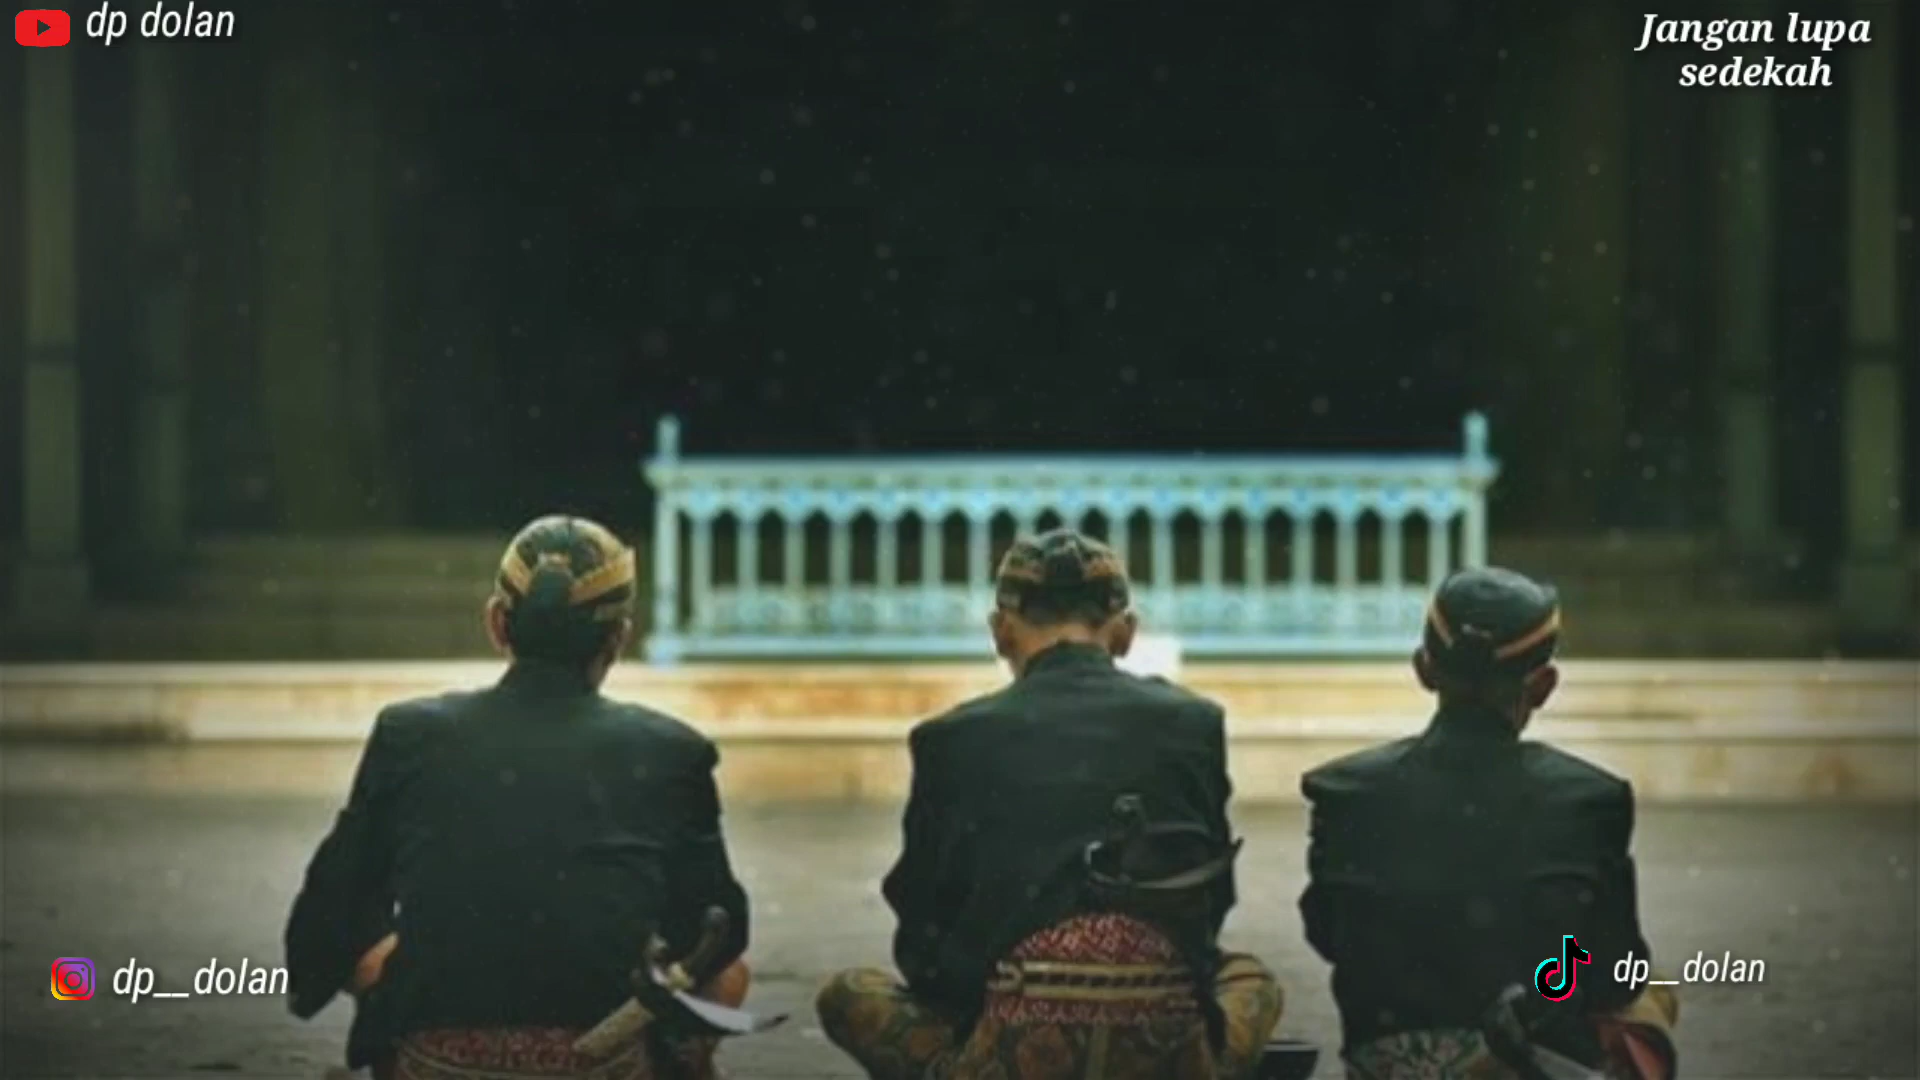 dp dolan
Jangan lupa
sedekah
dp__dolan
dp__dolan